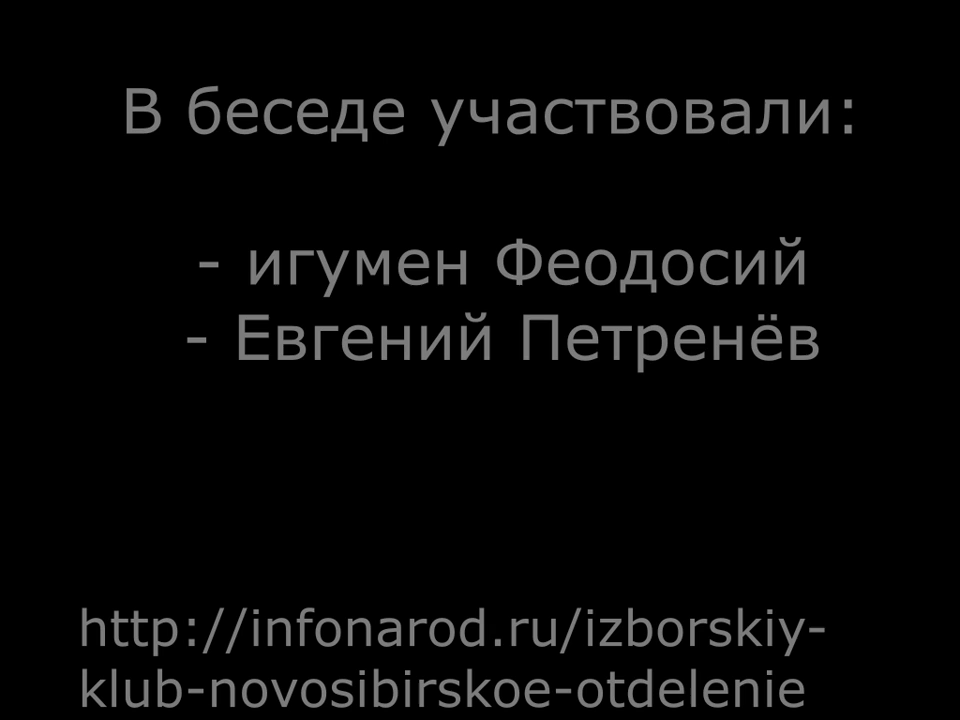 В беседе участвовали:
- игумен Феодосий
- Евгений Петренёв
http://infonarod.ru/izborskiy-
klub-novosibirskoe-otdelenie